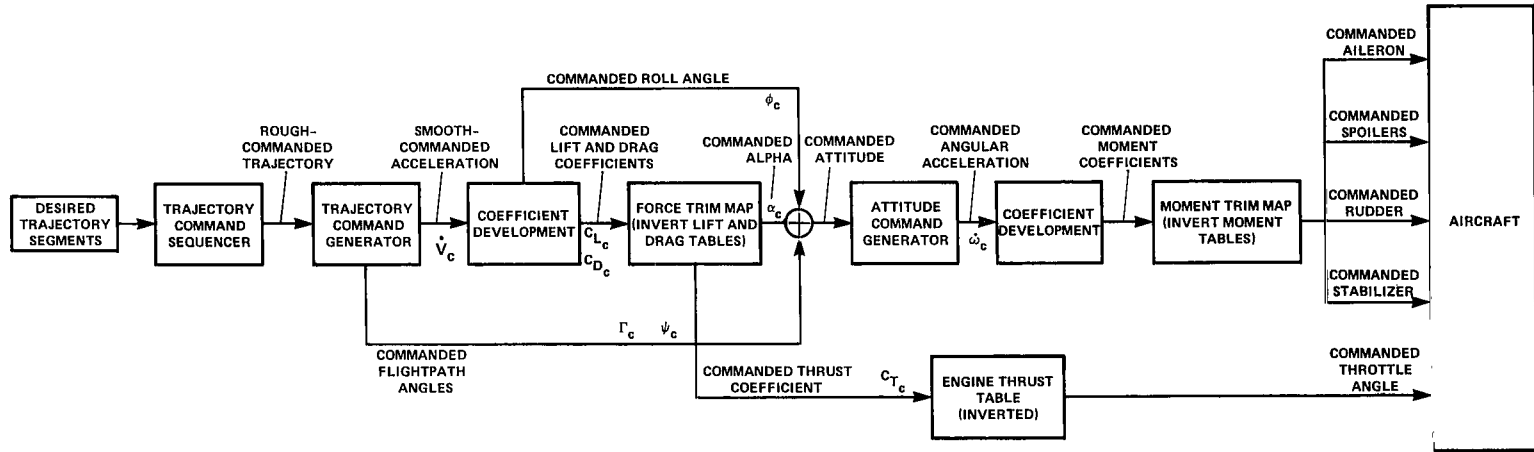 COMMANDED ROLL ANGLE
ϕc
ROUGH-
COMMANDED
TRAJECTORY
SMOOTH-
COMMANDED
ACCELERATION
COMMANDED
LIFT AND DRAG
COEFFICIENTS
COMMANDED
ALPHA
COMMANDED
ATTITUDE
COMMANDED
ANGULAR
ACCELERATION
COMMANDED
MOMENT
COEFFICIENTS
COMMANDED
AILERON
COMMANDED
SPOILERS
DESIRED
TRAJECTORY
SEGMENTS
TRAJECTORY
COMMAND
SEQUENCER
TRAJECTORY
COMMAND
GENERATOR
V̇c
COEFFICIENT
DEVELOPMENT
CLc
CDc
FORCE TRIM MAP
(INVERT LIFT AND
DRAG TABLES)
αc
ATTITUDE
COMMAND
GENERATOR
ω̇c
COEFFICIENT
DEVELOPMENT
MOMENT TRIM MAP
(INVERT MOMENT
TABLES)
COMMANDED
RUDDER
AIRCRAFT
COMMANDED
STABILIZER
Γc ψc
COMMANDED
FLIGHTPATH
ANGLES
COMMANDED THRUST
COEFFICIENT
CTc
ENGINE THRUST
TABLE
(INVERTED)
COMMANDED
THROTTLE
ANGLE